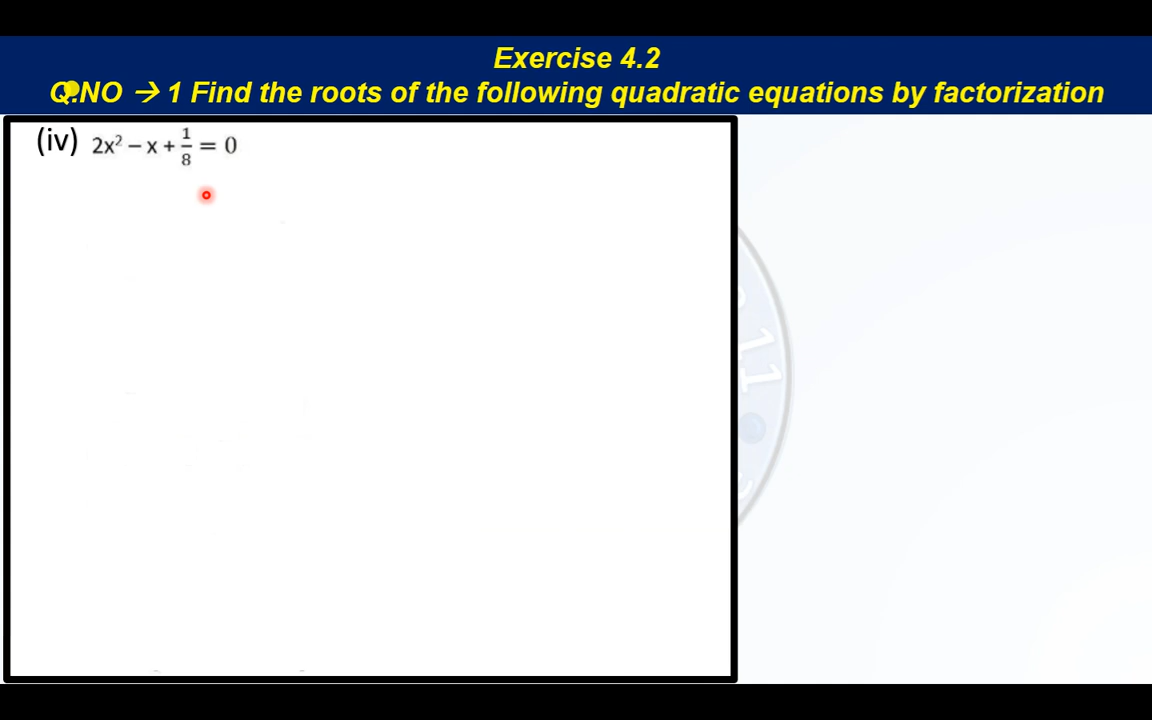 Exercise 4.2
Q.NO → 1 Find the roots of the following quadratic equations by factorization
(iv) 2x² – x + 1/8 = 0
11